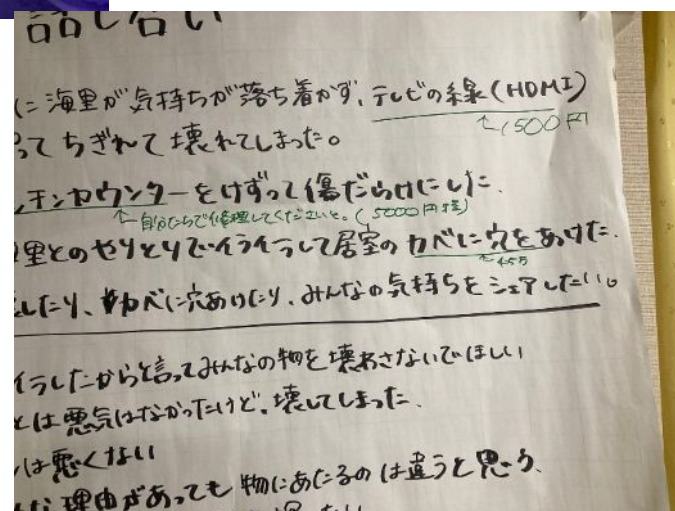 話し合い
に海里が気持ちが落ち着かず、テレビの線(HDMI)
←1500円
ってちぎれて壊れてしまった。
チンカウンターをけずって傷だらけにした.
←自分たちで修理してくださいと。(5000円程)
里とのやりとりでイライラして居室のカベに穴をあけた.
したり、カベに穴あけたり、みんなの気持ちをシェアしたい。
イラしたからと言ってみんなの物を壊わさないでほしい
とは悪気はなかったけど。壊してしまった.
は悪くない
な理由があっても物にあたるのは違うと思う.